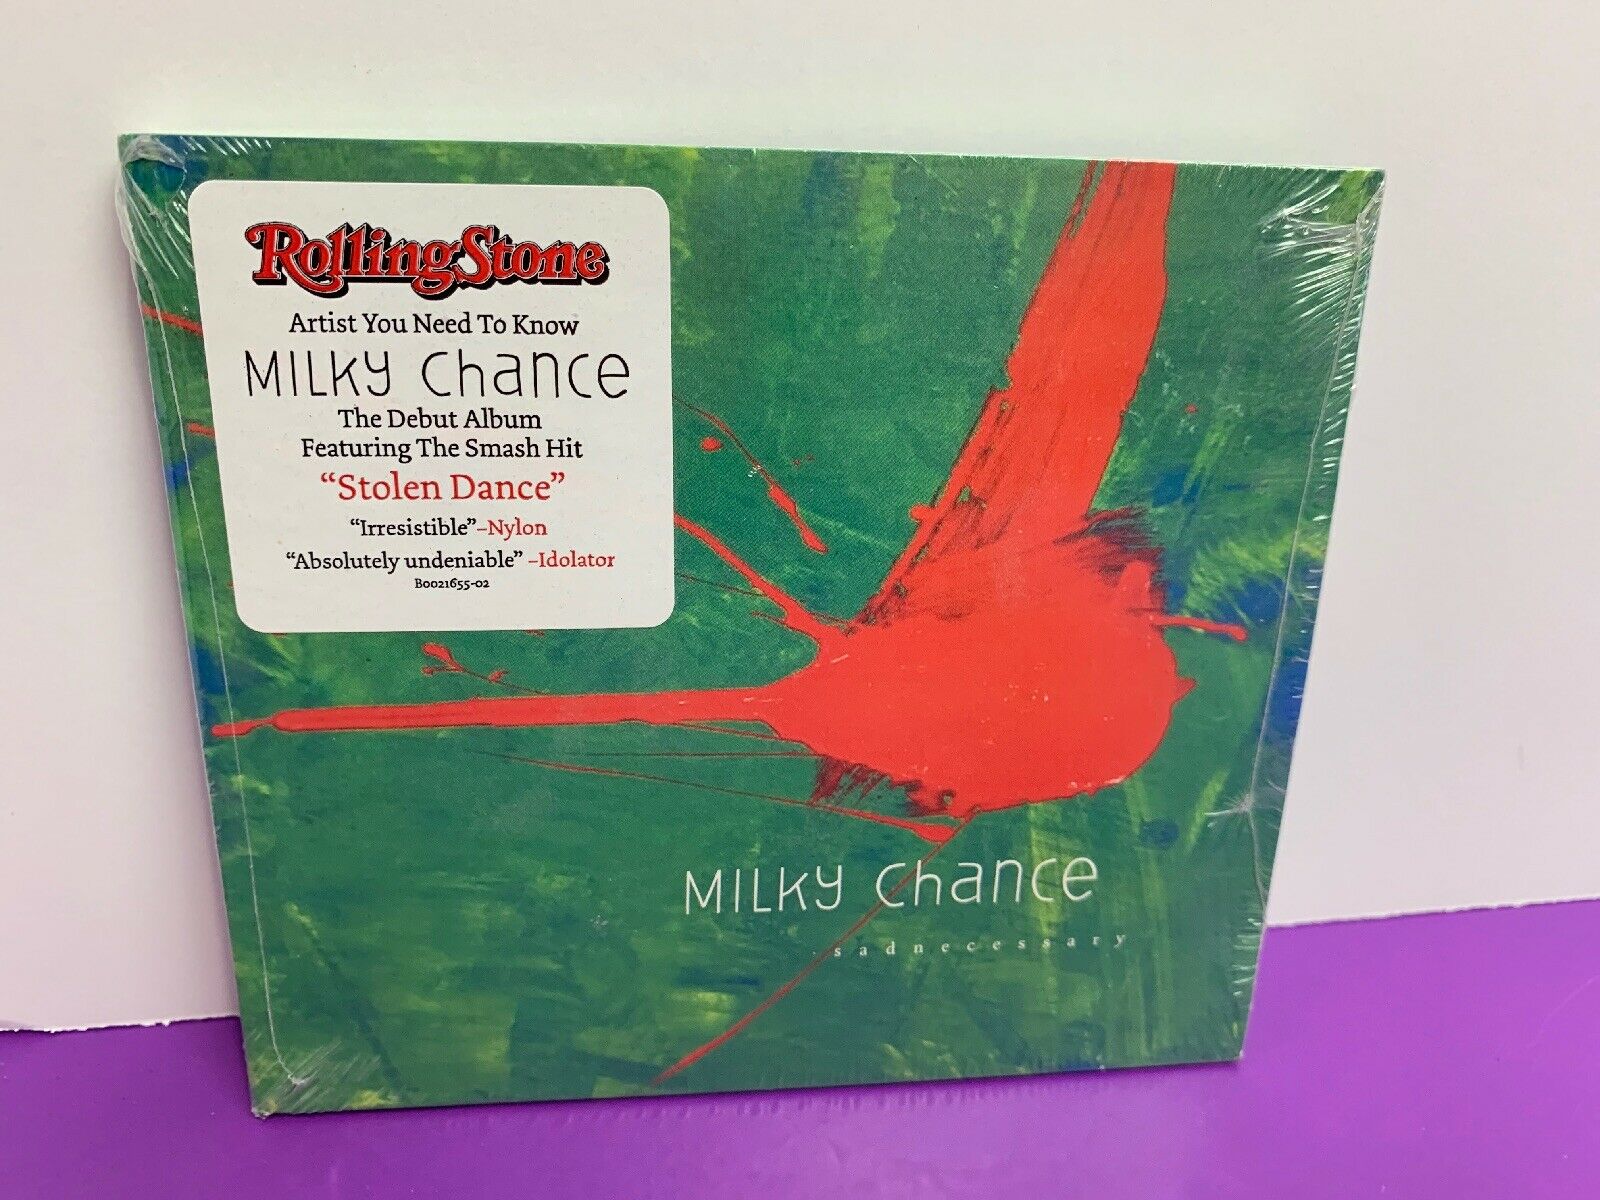 RollingStone
Artist You Need To Know
MILKY Chance
The Debut Album
Featuring The Smash Hit
“Stolen Dance”
“Irresistible”–Nylon
“Absolutely undeniable” –Idolator
B0021655-02
MILKY Chance
sadnecessary